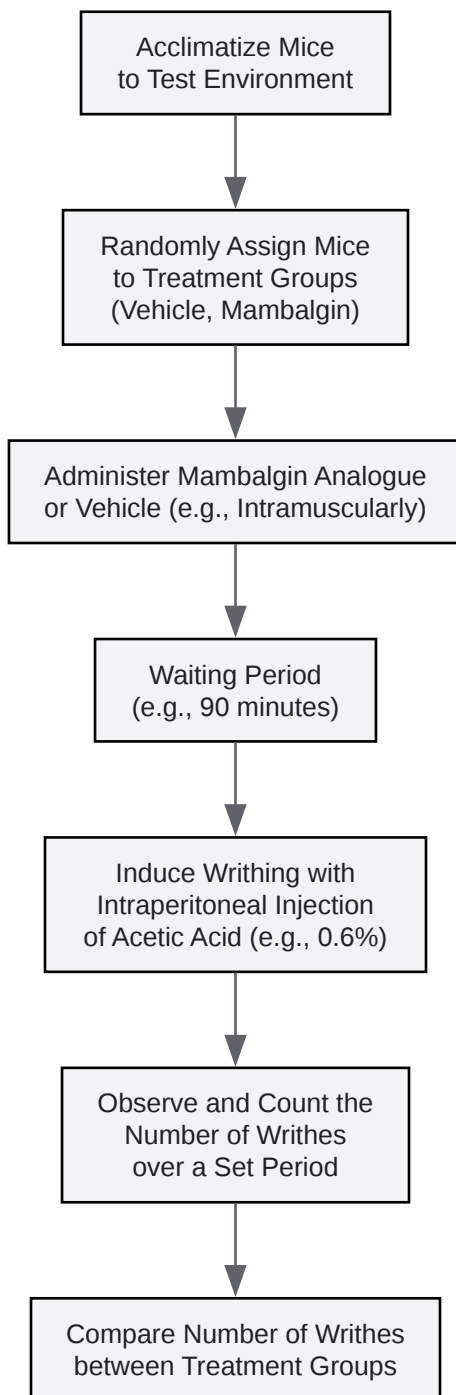 Acclimatize Mice
to Test Environment
Randomly Assign Mice
to Treatment Groups
(Vehicle, Mambalgin)
Administer Mambalgin Analogue
or Vehicle (e.g., Intramuscularly)
Waiting Period
(e.g., 90 minutes)
Induce Writhing with
Intraperitoneal Injection
of Acetic Acid (e.g., 0.6%)
Observe and Count the
Number of Writhes
over a Set Period
Compare Number of Writhes
between Treatment Groups